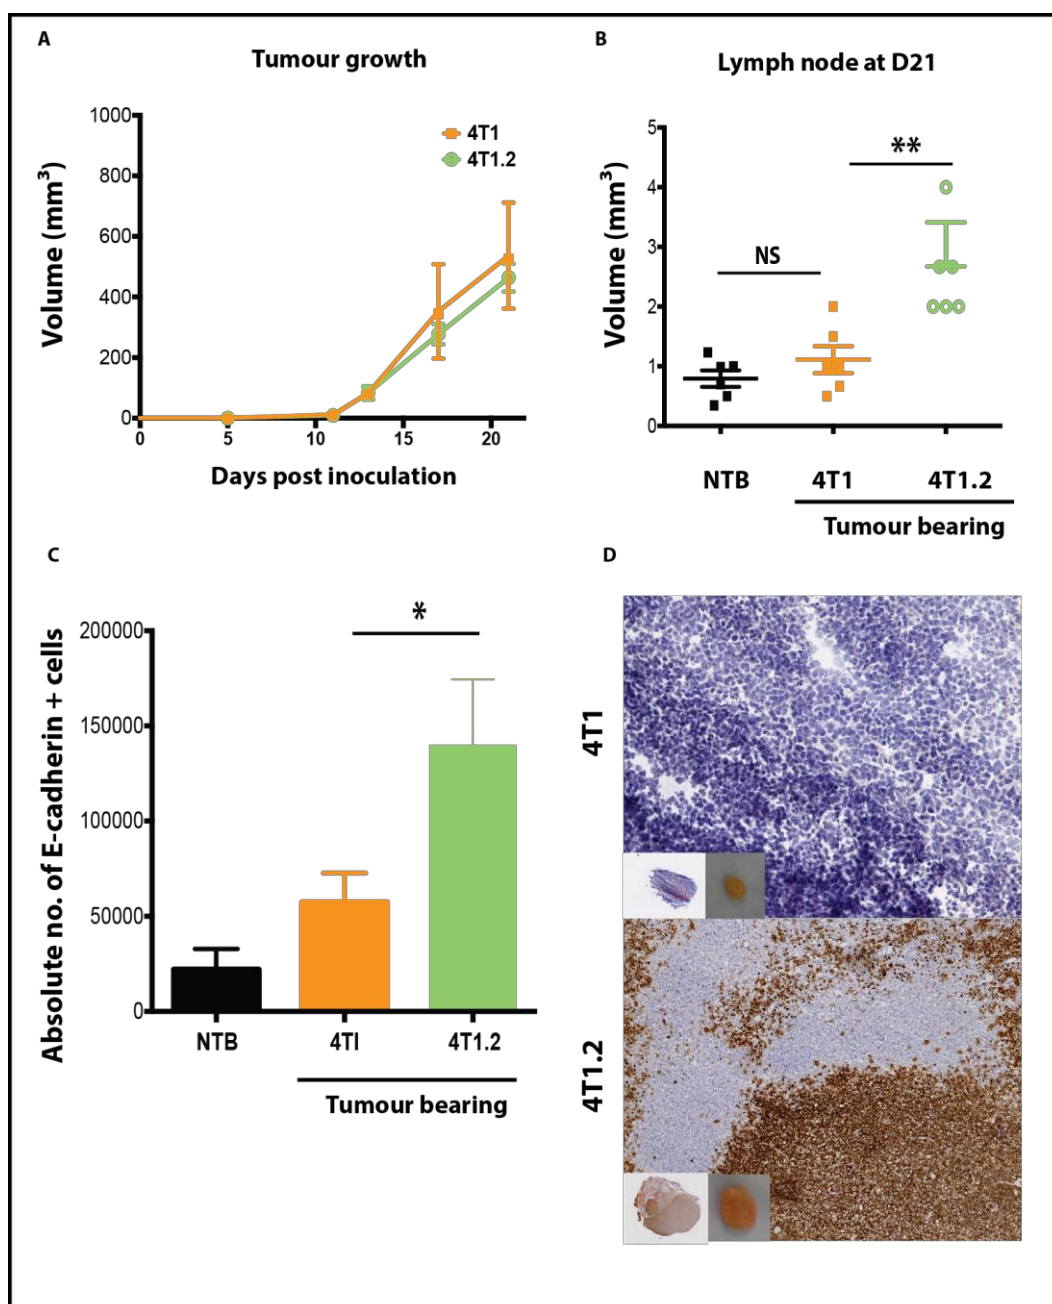 A
Tumour growth
Volume (mm³)
1000
800
600
400
200
0
0
5
10
15
20
Days post inoculation
4T1
4T1.2
B
Lymph node at D21
Volume (mm³)
5
4
3
2
1
0
NS
**
NTB
4T1
4T1.2
Tumour bearing
C
Absolute no. of E-cadherin + cells
200000
150000
100000
50000
0
*
NTB
4TI
4T1.2
Tumour bearing
D
4T1
4T1.2